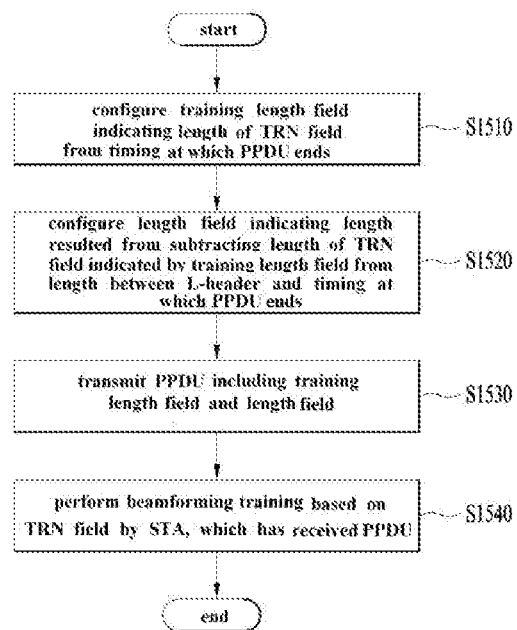 start
configure training length field
indicating length of TRN field
from timing at which PPDU ends
S1510
configure length field indicating length
resulted from subtracting length of TRN
field indicated by training length field from
length between L-header and timing at
which PPDU ends
S1520
transmit PPDU including training
length field and length field
S1530
perform beamforming training based on
TRN field by STA, which has received PPDU
S1540
end